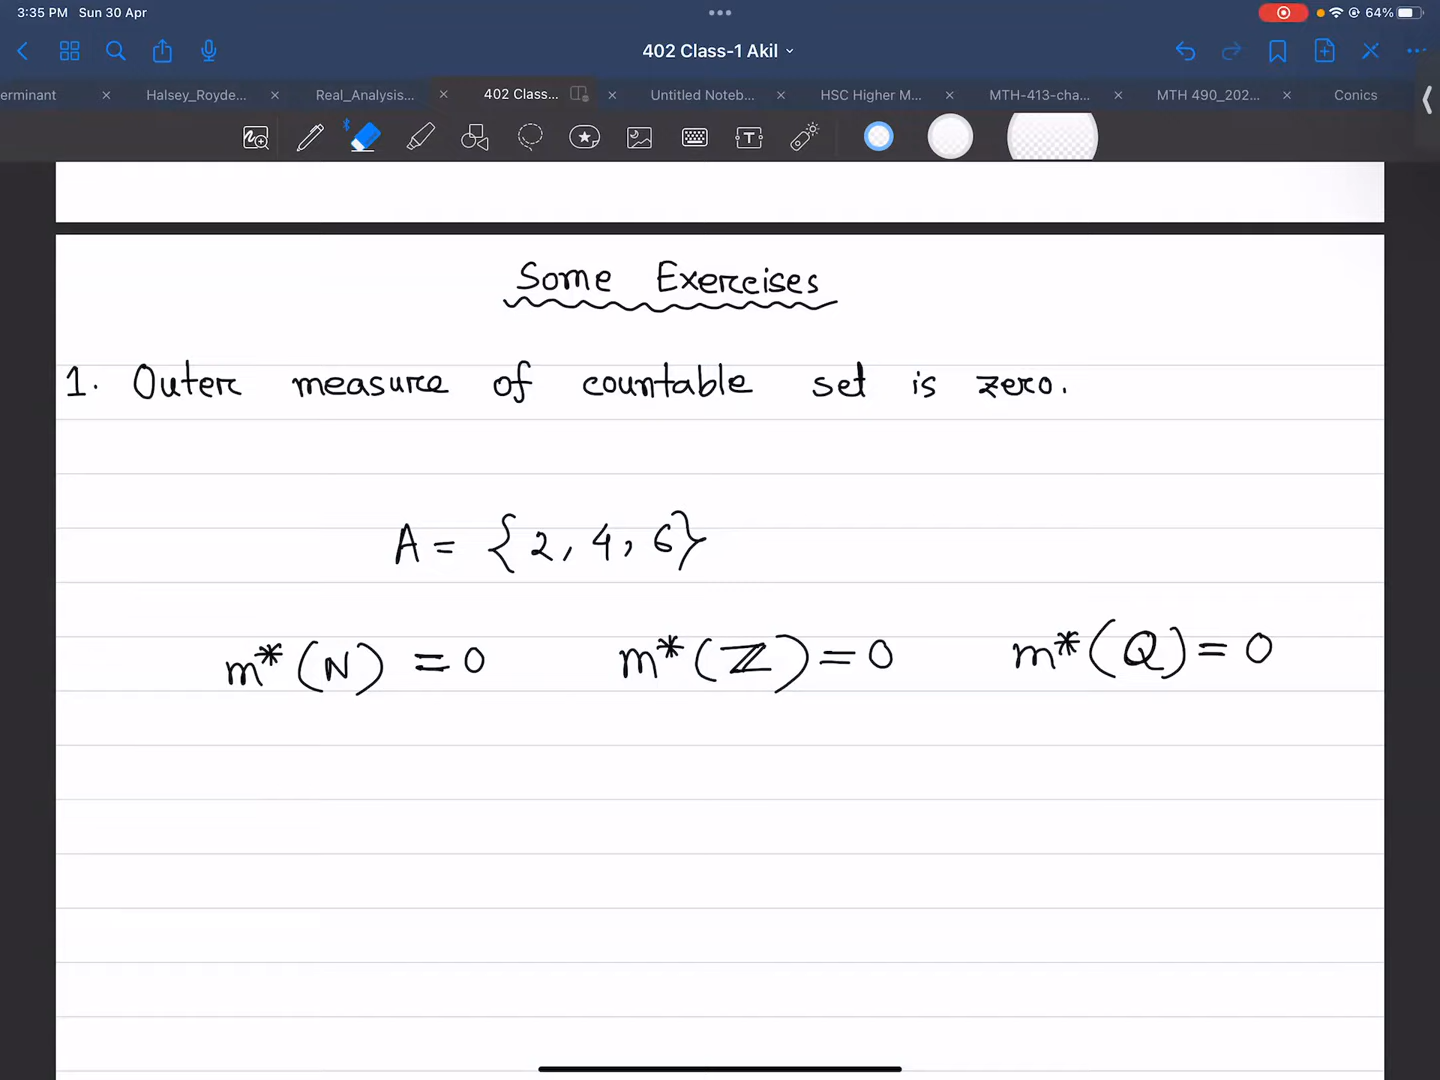 3:35 PM Sun 30 Apr
64%
402 Class-1 Akil
erminant
Halsey_Royde...
Real_Analysis...
402 Class...
Untitled Noteb...
HSC Higher M...
MTH-413-cha...
MTH 490_202...
Conics
Some Exercises
1. Outer measure of countable set is zero.
A = {2, 4, 6}
m*(N) = 0 m*(ℤ) = 0 m*(Q) = 0